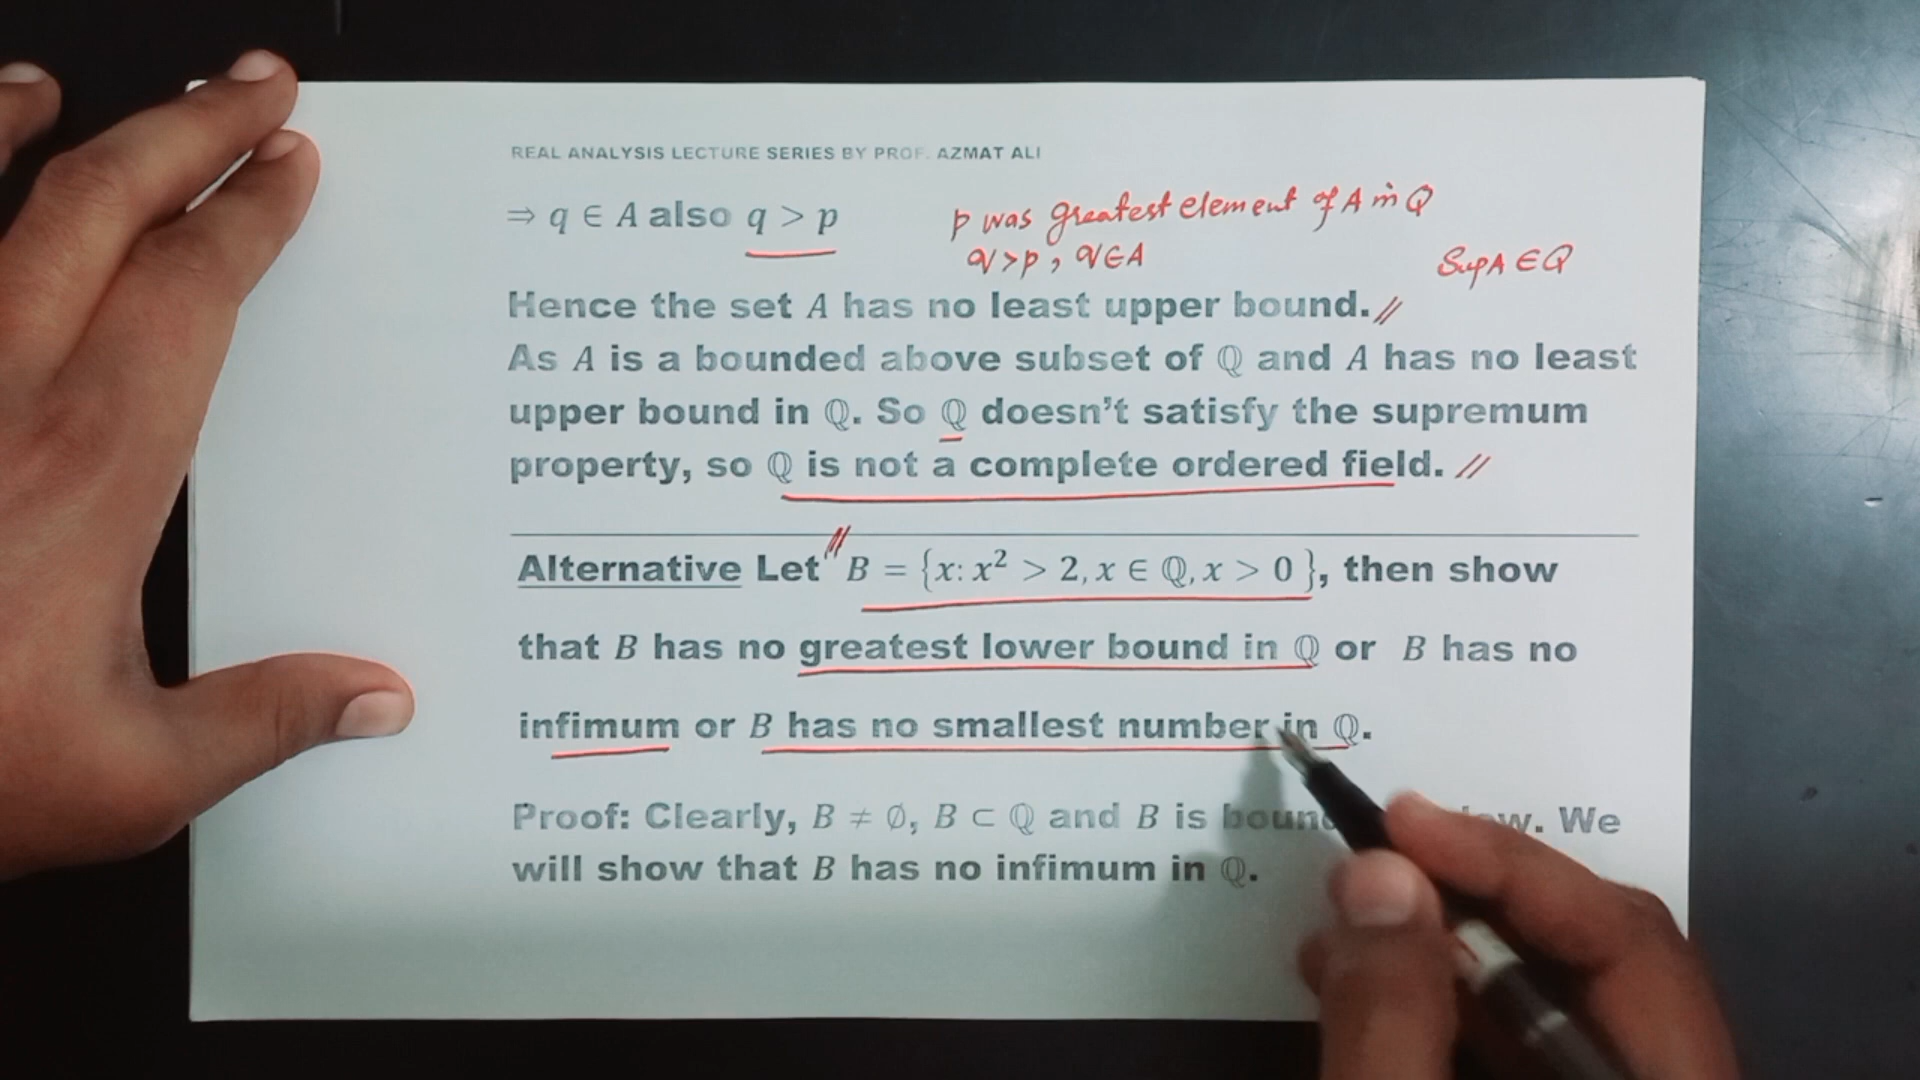 REAL ANALYSIS LECTURE SERIES BY PROF. AZMAT ALI
⇒ q ∈ A also q > p
p was greatest element of A in Q
q>p, q∈A
Sup A ∈ Q
Hence the set A has no least upper bound.
As A is a bounded above subset of ℚ and A has no least
upper bound in ℚ. So ℚ doesn't satisfy the supremum
property, so ℚ is not a complete ordered field.
Alternative Let B = {x: x² > 2, x ∈ ℚ, x > 0 }, then show
that B has no greatest lower bound in ℚ or B has no
infimum or B has no smallest number in ℚ.
Proof: Clearly, B ≠ ∅, B ⊂ ℚ and B is We
will show that B has no infimum in ℚ.